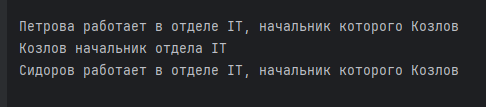 Петрова работает в отделе IT, начальник которого Козлов
Козлов начальник отдела IT
Сидоров работает в отделе IT, начальник которого Козлов